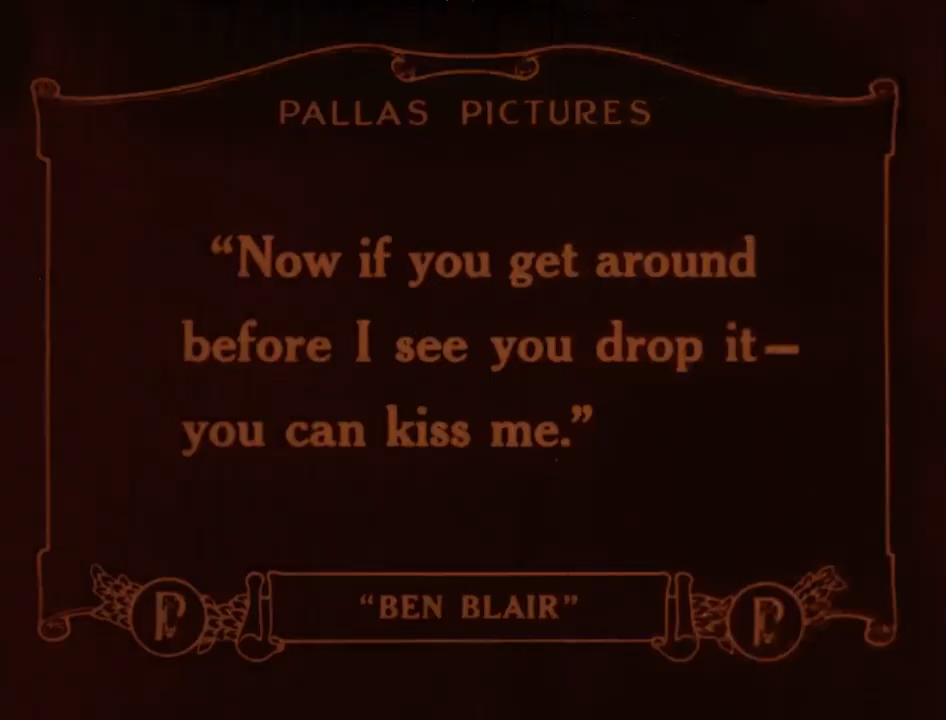 PALLAS PICTURES
“Now if you get around
before I see you drop it—
you can kiss me.”
“BEN BLAIR”
P
P